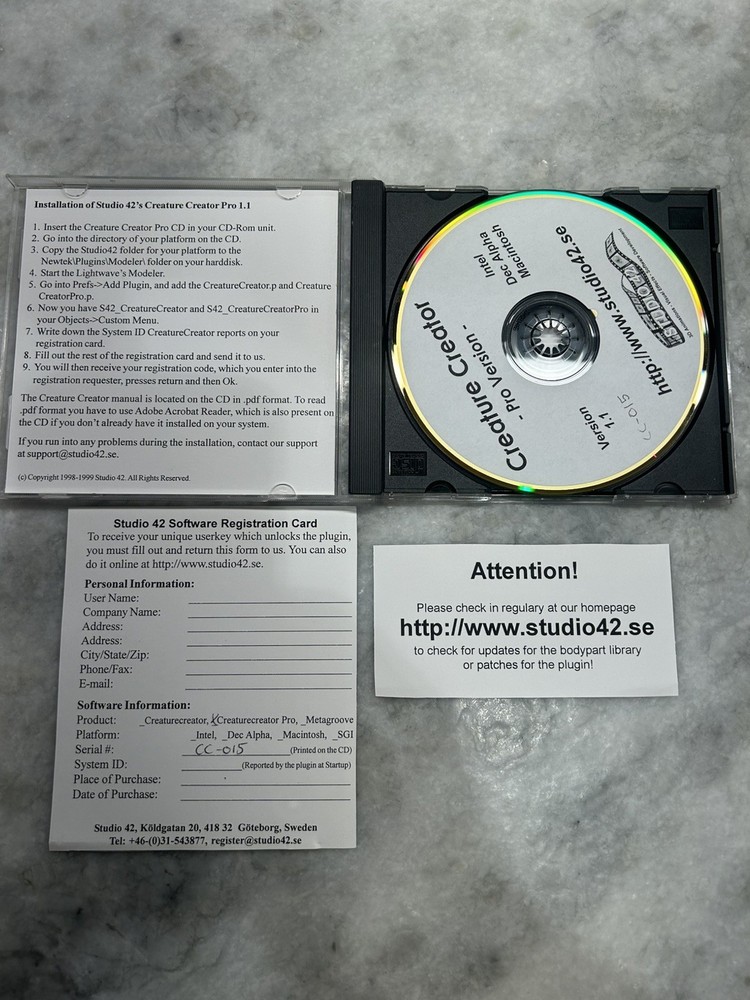 Installation of Studio 42's Creature Creator Pro 1.1
1. Insert the Creature Creator Pro CD in your CD-Rom unit.
2. Go into the directory of your platform on the CD.
3. Copy the Studio42 folder for your platform to the
Newtek\Plugins\Modeler\ folder on your harddisk.
4. Start the Lightwave's Modeler.
5. Go into Prefs->Add Plugin, and add the CreatureCreator.p and Creature
CreatorPro.p.
6. Now you have S42_CreatureCreator and S42_CreatureCreatorPro in
your Objects->Custom Menu.
7. Write down the System ID CreatureCreator reports on your
registration card.
8. Fill out the rest of the registration card and send it to us.
9. You will then receive your registration code, which you enter into the
registration requester, presses return and then Ok.
The Creature Creator manual is located on the CD in .pdf format. To read
.pdf format you have to use Adobe Acrobat Reader, which is also present on
the CD if you don't already have it installed on your system.
If you run into any problems during the installation, contact our support
at support@studio42.se.
(c) Copyright 1998-1999 Studio 42. All Rights Reserved
Creature Creator
- Pro Version -
Intel
Dec Alpha
Macintosh
Version
1.1
CC-015
http://www.studio42.se
STUDIO 42
3D Animations Visual Effects Software Development
Studio 42 Software Registration Card
To receive your unique userkey which unlocks the plugin,
you must fill out and return this form to us. You can also
do it online at http://www.studio42.se.
Personal Information:
User Name:
Company Name:
Address:
Address:
City/State/Zip:
Phone/Fax:
E-mail:
Software Information:
Product: _Creaturecreator, XCreaturecreator Pro, _Metagroove
Platform: _Intel, _Dec Alpha, _Macintosh, _SGI
Serial #: CC-015 (Printed on the CD)
System ID: (Reported by the plugin at Startup)
Place of Purchase:
Date of Purchase:
Studio 42, Köldgatan 20, 418 32 Göteborg, Sweden
Tel: +46-(0)31-543877, register@studio42.se
Attention!
Please check in regulary at our homepage
http://www.studio42.se
to check for updates for the bodypart library
or patches for the plugin!